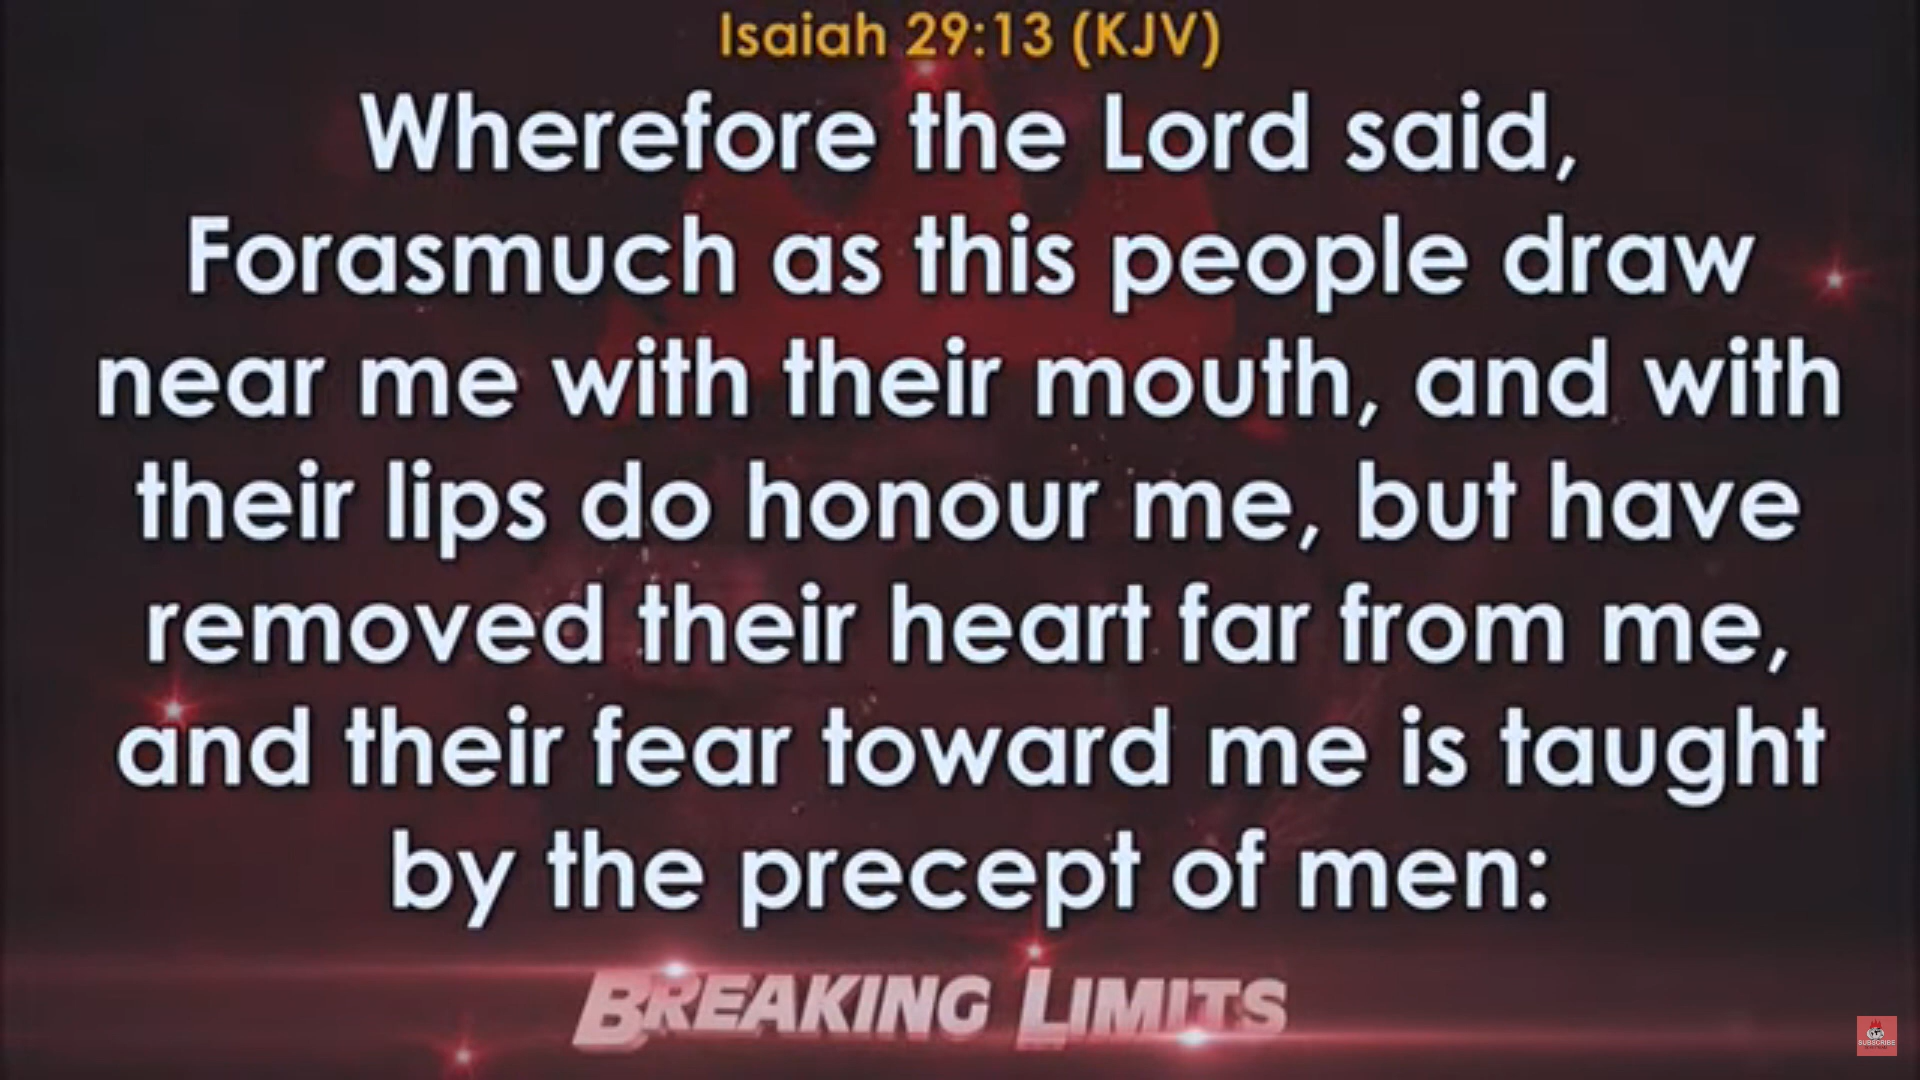 Isaiah 29:13 (KJV)
Wherefore the Lord said,
Forasmuch as this people draw
near me with their mouth, and with
their lips do honour me, but have
removed their heart far from me,
and their fear toward me is taught
by the precept of men:
BREAKING LIMITS
SUBSCRIBE